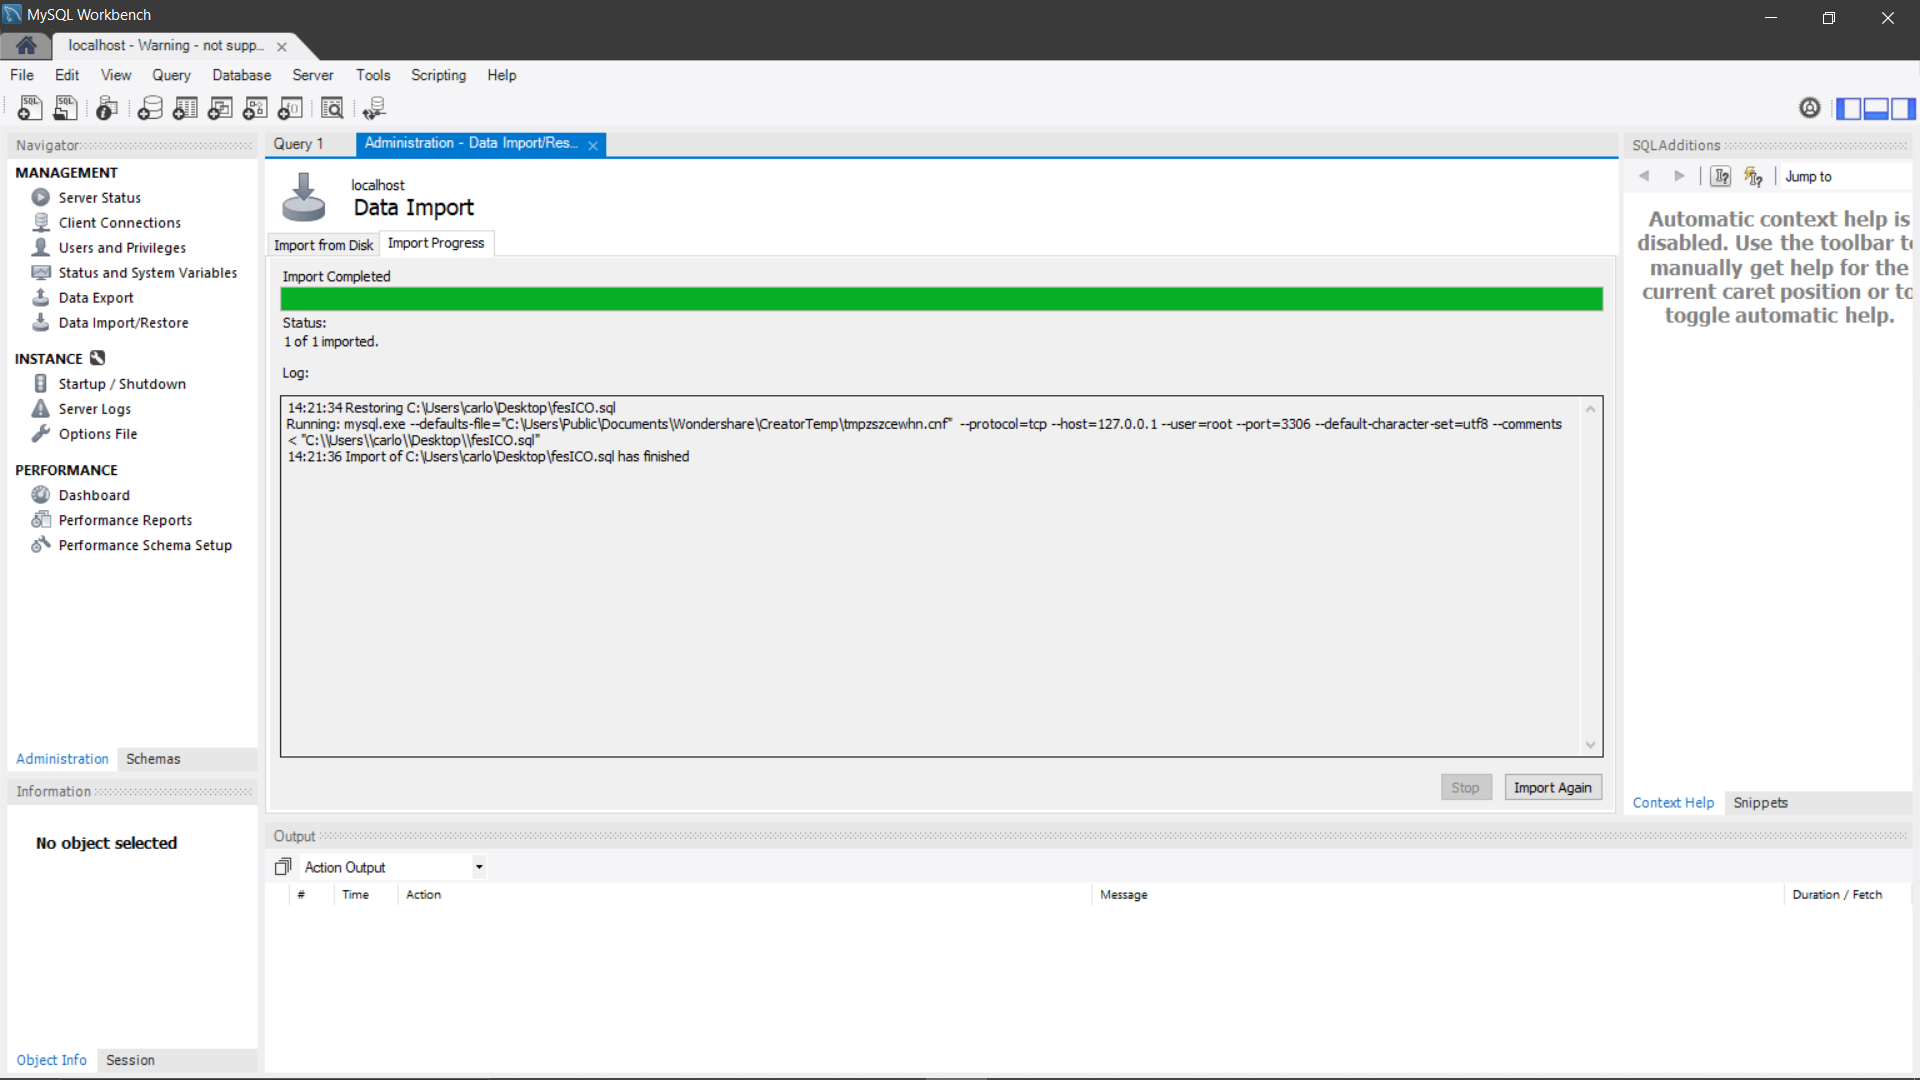 MySQL Workbench
localhost - Warning - not supp...
File Edit View Query Database Server Tools Scripting Help
Navigator
MANAGEMENT
Server Status
Client Connections
Users and Privileges
Status and System Variables
Data Export
Data Import/Restore
INSTANCE
Startup / Shutdown
Server Logs
Options File
PERFORMANCE
Dashboard
Performance Reports
Performance Schema Setup
Administration Schemas
Information
No object selected
Object Info Session
Query 1 Administration - Data Import/Res...
localhost
Data Import
Import from Disk Import Progress
Import Completed
Status:
1 of 1 imported.
Log:
14:21:34 Restoring C:\Users\carlo\Desktop\fesICO.sql
Running: mysql.exe --defaults-file="C:\Users\Public\Documents\Wondershare\CreatorTemp\tmpzszcewhn.cnf" --protocol=tcp --host=127.0.0.1 --user=root --port=3306 --default-character-set=utf8 --comments
< "C:\\Users\\carlo\\Desktop\\fesICO.sql"
14:21:36 Import of C:\Users\carlo\Desktop\fesICO.sql has finished
Stop Import Again
SQLAdditions
Jump to
Automatic context help is
disabled. Use the toolbar to
manually get help for the
current caret position or to
toggle automatic help.
Context Help Snippets
Output
Action Output
# Time Action Message Duration / Fetch